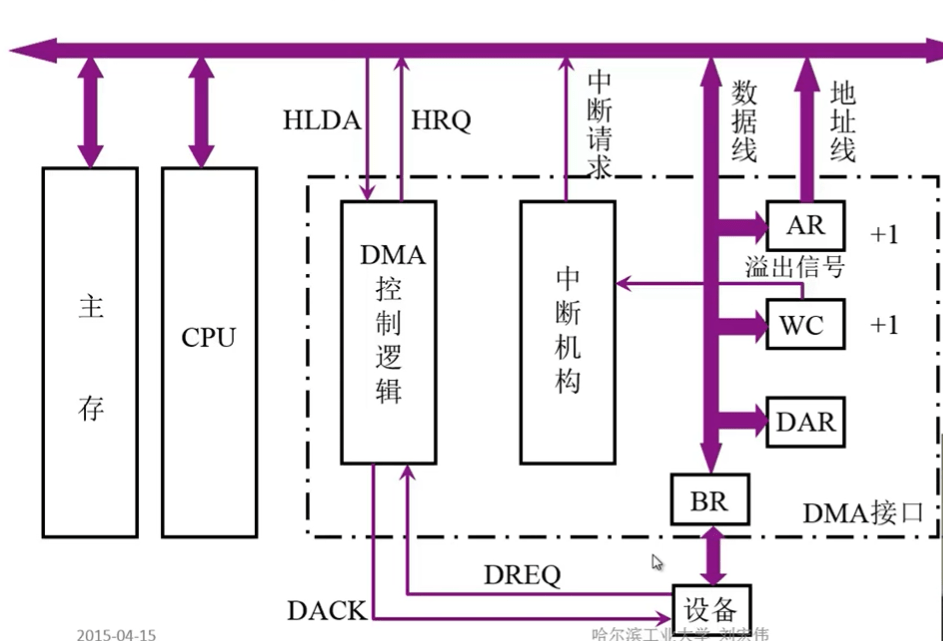 HLDA
HRQ
中断请求
数据线
地址线
主存
CPU
DMA控制逻辑
中断机构
AR
+1
溢出信号
WC
+1
DAR
BR
DMA接口
DREQ
DACK
设备
2015-04-15
哈尔滨工业大学 刘宏伟